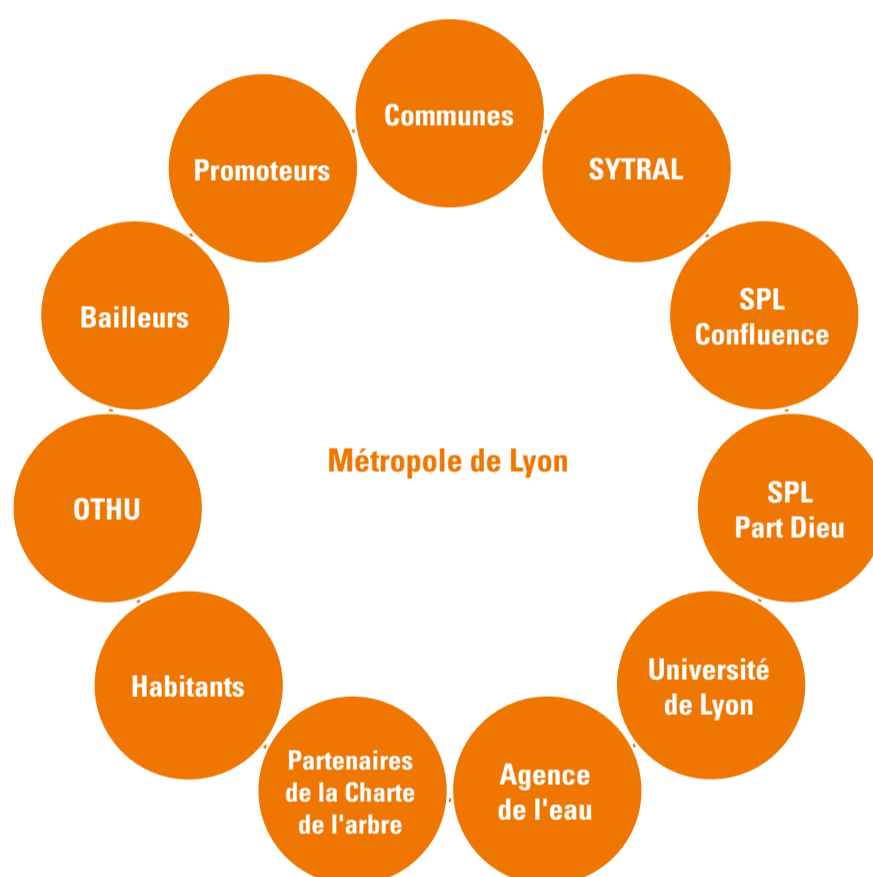 Communes
Promoteurs
SYTRAL
Bailleurs
SPL
Confluence
Métropole de Lyon
OTHU
SPL
Part Dieu
Habitants
Université
de Lyon
Partenaires
de la Charte
de l'arbre
Agence
de l'eau